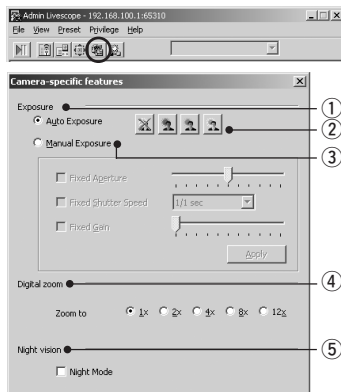 Admin Livescope - 192.168.100.1:65310
File View Preset Privilege Help
Camera-specific features
Exposure
①
Auto Exposure
②
Manual Exposure
③
Fixed Aperture
Fixed Shutter Speed 1/1 sec
Fixed Gain
Apply
Digital zoom
④
Zoom to 1x 2x 4x 8x 12x
Night vision
⑤
Night Mode